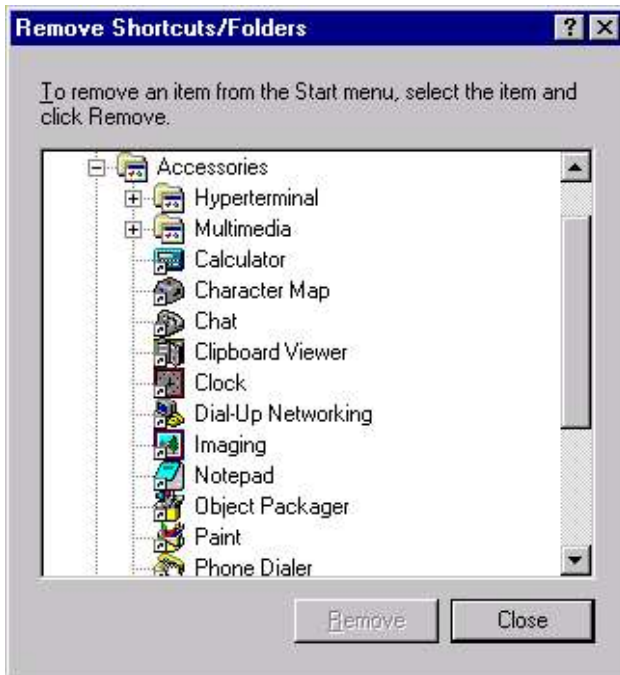 Remove Shortcuts/Folders
To remove an item from the Start menu, select the item and
click Remove.
Accessories
Hyperterminal
Multimedia
Calculator
Character Map
Chat
Clipboard Viewer
Clock
Dial-Up Networking
Imaging
Notepad
Object Packager
Paint
Phone Dialer
Remove
Close